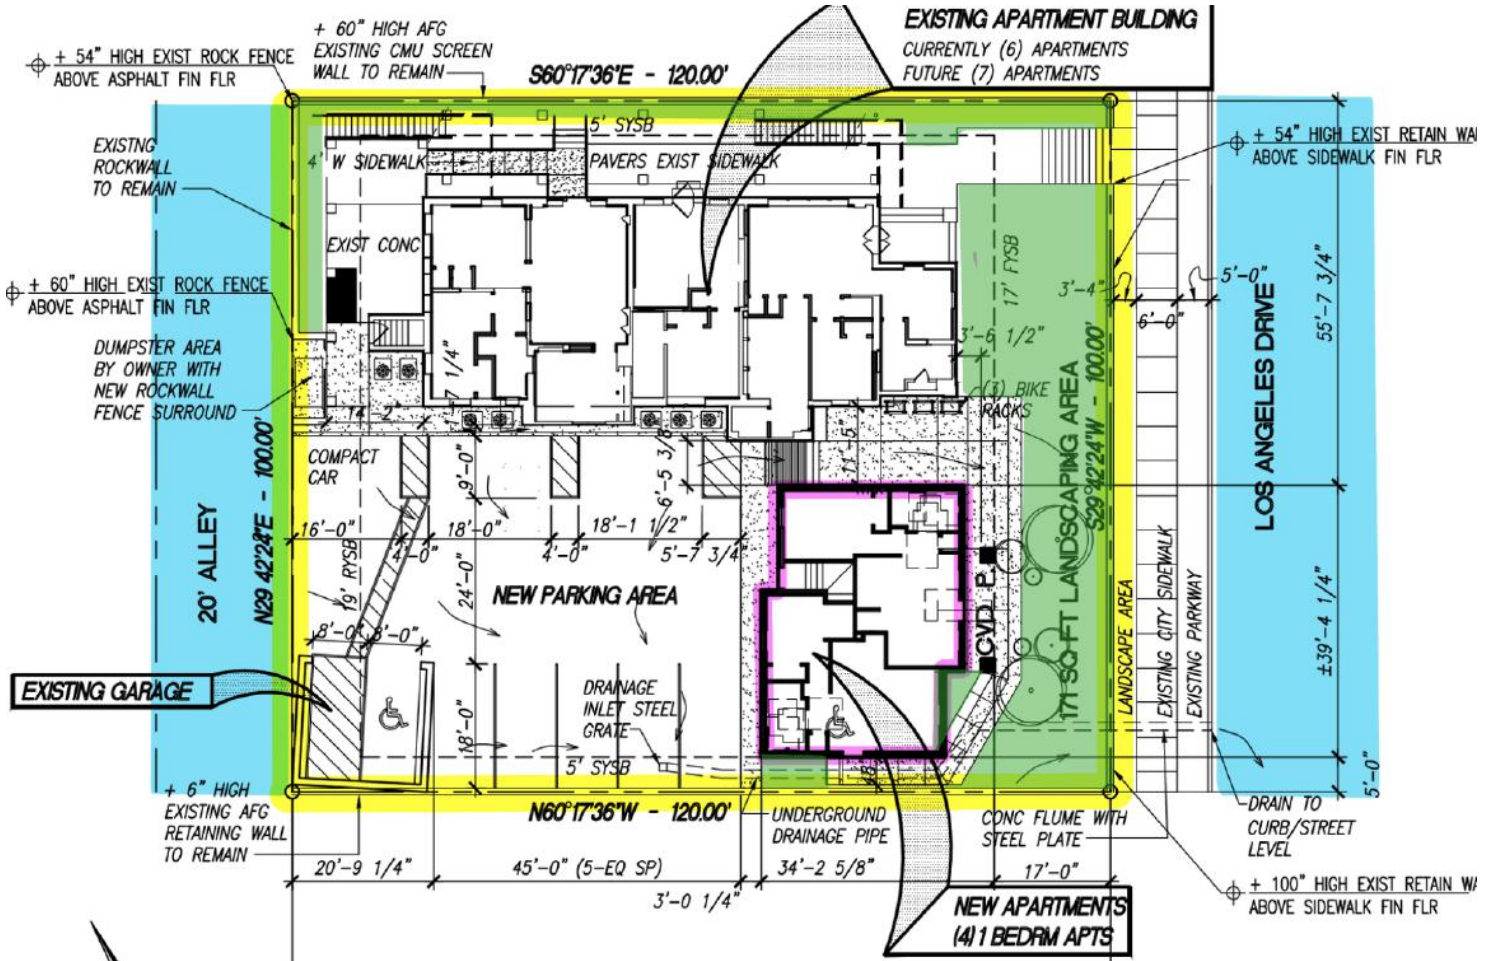 EXISTING APARTMENT BUILDING
CURRENTLY (6) APARTMENTS
FUTURE (7) APARTMENTS
+ 60" HIGH AFG
EXISTING CMU SCREEN
WALL TO REMAIN
+ 54" HIGH EXIST ROCK FENCE
ABOVE ASPHALT FIN FLR
S60°17'36"E - 120.00'
5' SYSB
EXISTNG
ROCKWALL
TO REMAIN
4' W SIDEWALK
PAVERS EXIST SIDEWALK
+ 54" HIGH EXIST RETAIN WA
ABOVE SIDEWALK FIN FLR
EXIST CONC
17' FYSB
3'-4"
5'-0"
6'-0"
55'-7 3/4"
+ 60" HIGH EXIST ROCK FENCE
ABOVE ASPHALT FIN FLR
DUMPSTER AREA
BY OWNER WITH
NEW ROCKWALL
FENCE SURROUND
7 1/4"
3'-6 1/2"
(3) BIKE
RACKS
14'-2"
11'-5"
LOS ANGELES DRIVE
171 SQ FT LANDSCAPING AREA
S29°42'24"W - 100.00'
COMPACT
CAR
9'-0"
6'-5 3/8"
16'-0"
18'-0"
18'-1 1/2"
4'-0"
4'-0"
5'-7 3/4"
20' ALLEY
N29 42'24"E - 100.00'
19' RYSB
24'-0"
NEW PARKING AREA
CVD. P.
LANDSCAPE AREA
EXISTING CITY SIDEWALK
EXISTING PARKWAY
±39'-4 1/4"
8'-0"
8'-0"
EXISTING GARAGE
DRAINAGE
INLET STEEL
GRATE
18'-0"
5' SYSB
48"
5'-0"
+ 6" HIGH
EXISTING AFG
RETAINING WALL
TO REMAIN
N60°17'36"W - 120.00'
UNDERGROUND
DRAINAGE PIPE
CONC FLUME WITH
STEEL PLATE
DRAIN TO
CURB/STREET
LEVEL
20'-9 1/4"
45'-0" (5-EQ SP)
3'-0 1/4"
34'-2 5/8"
17'-0"
+ 100" HIGH EXIST RETAIN WA
ABOVE SIDEWALK FIN FLR
NEW APARTMENTS
(4) 1 BEDRM APTS